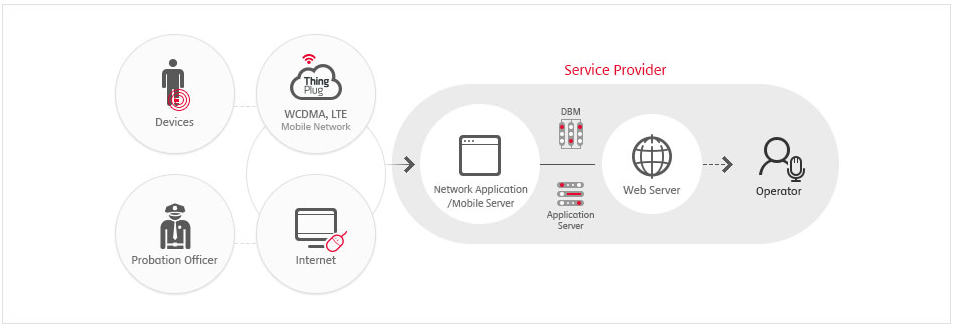 Service Provider
Devices
Thing
Plug
WCDMA, LTE
Mobile Network
Probation Officer
Internet
Network Application
/Mobile Server
DBM
Application
Server
Web Server
Operator